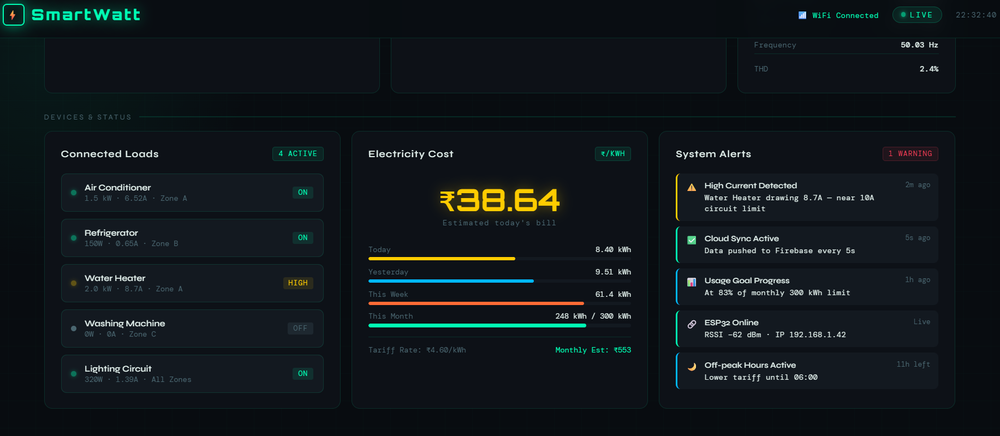 SmartWatt
WiFi Connected
LIVE
22:32:40
Frequency 50.03 Hz
THD 2.4%
DEVICES & STATUS
Connected Loads
4 ACTIVE
Air Conditioner
1.5 kW · 6.52A · Zone A
ON
Refrigerator
150W · 0.65A · Zone B
ON
Water Heater
2.0 kW · 8.7A · Zone A
HIGH
Washing Machine
0W · 0A · Zone C
OFF
Lighting Circuit
320W · 1.39A · All Zones
ON
Electricity Cost
₹/KWH
₹38.64
Estimated today's bill
Today 8.40 kWh
Yesterday 9.51 kWh
This Week 61.4 kWh
This Month 248 kWh / 300 kWh
Tariff Rate: ₹4.60/kWh
Monthly Est: ₹553
System Alerts
1 WARNING
High Current Detected
2m ago
Water Heater drawing 8.7A — near 10A
circuit limit
Cloud Sync Active
5s ago
Data pushed to Firebase every 5s
Usage Goal Progress
1h ago
At 83% of monthly 300 kWh limit
ESP32 Online
Live
RSSI −62 dBm · IP 192.168.1.42
Off-peak Hours Active
11h left
Lower tariff until 06:00